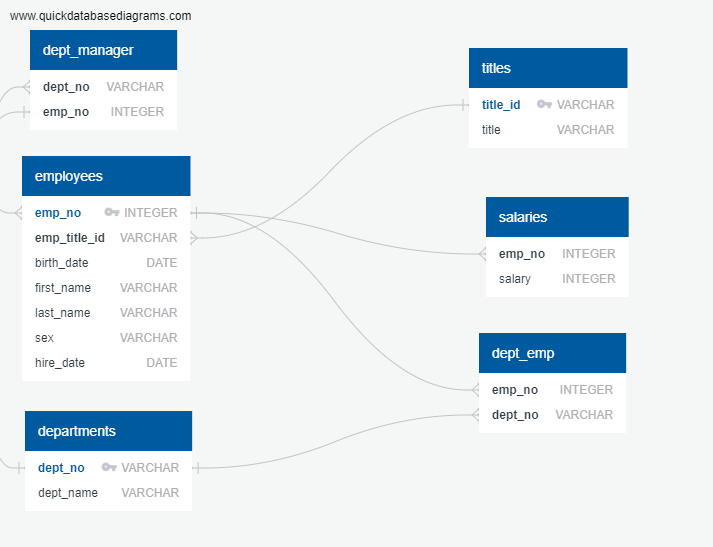 www.quickdatabasediagrams.com
dept_manager
dept_no VARCHAR
emp_no INTEGER
employees
emp_no INTEGER
emp_title_id VARCHAR
birth_date DATE
first_name VARCHAR
last_name VARCHAR
sex VARCHAR
hire_date DATE
departments
dept_no VARCHAR
dept_name VARCHAR
titles
title_id VARCHAR
title VARCHAR
salaries
emp_no INTEGER
salary INTEGER
dept_emp
emp_no INTEGER
dept_no VARCHAR